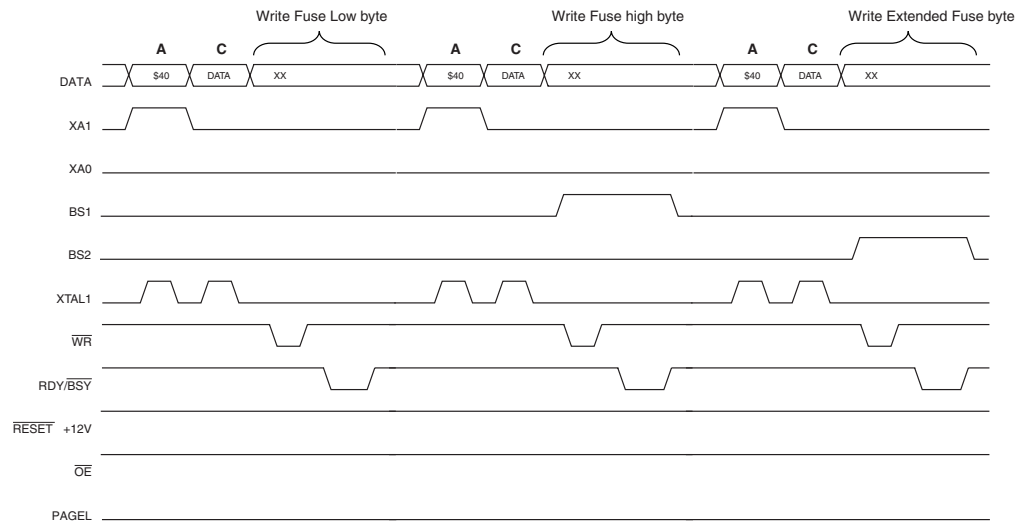 Write Fuse Low byte Write Fuse high byte Write Extended Fuse byte
A C A C A C
DATA $40 DATA XX $40 DATA XX $40 DATA XX
XA1
XA0
BS1
BS2
XTAL1
WR
RDY/BSY
RESET +12V
OE
PAGEL